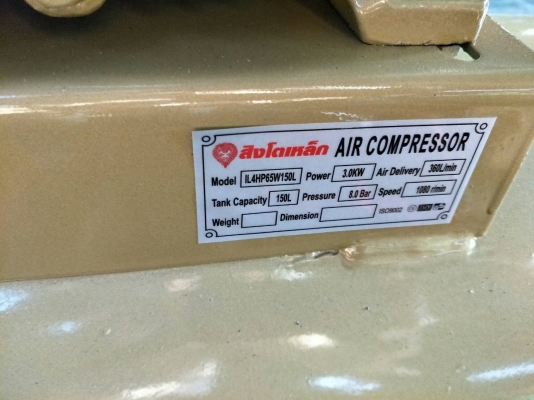 สิงโตเหล็ก AIR COMPRESSOR
Model IL4HP65W150L Power 3.0KW Air Delivery 360L/min
Tank Capacity 150L Pressure 8.0 Bar Speed 1080 r/min
Weight Dimension ISO9002